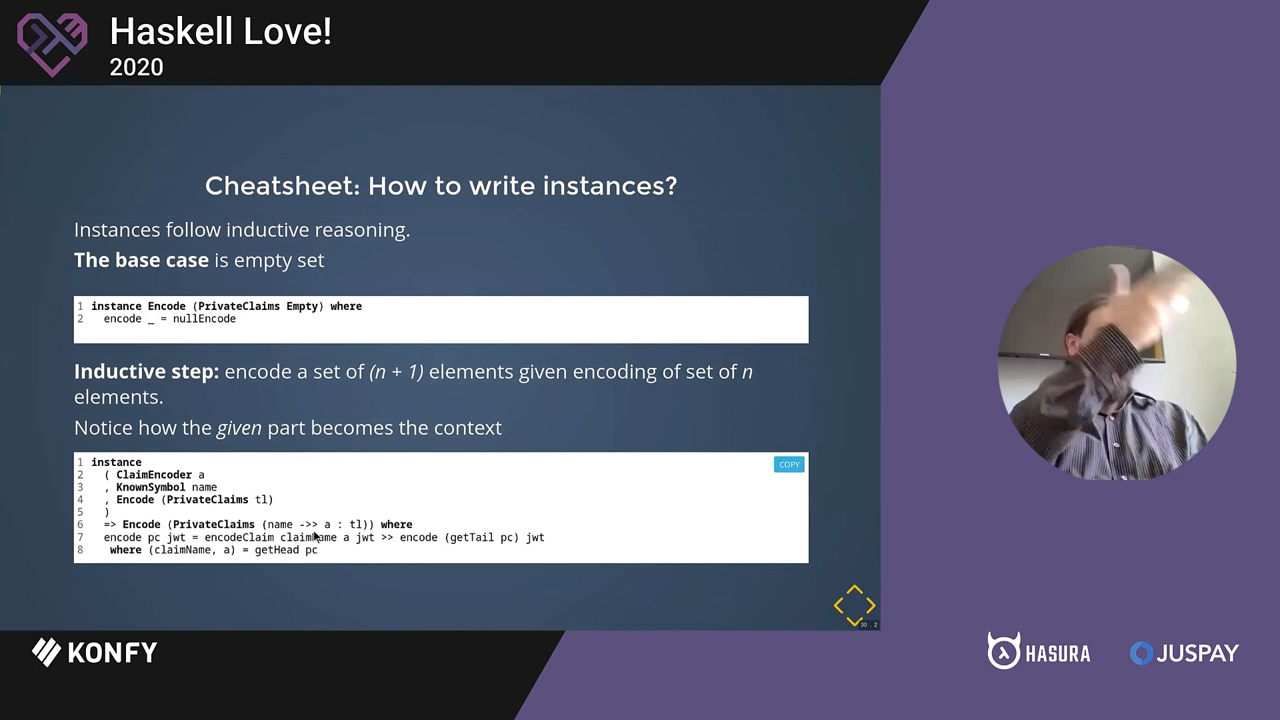 Haskell Love!
2020
Cheatsheet: How to write instances?
Instances follow inductive reasoning.
The base case is empty set
1 instance Encode (PrivateClaims Empty) where
2   encode _ = nullEncode
Inductive step: encode a set of (n + 1) elements given encoding of set of n
elements.
Notice how the given part becomes the context
COPY
1 instance
2   ( ClaimEncoder a
3   , KnownSymbol name
4   , Encode (PrivateClaims tl)
5   )
6   => Encode (PrivateClaims (name ->> a : tl)) where
7   encode pc jwt = encodeClaim claimName a jwt >> encode (getTail pc) jwt
8    where (claimName, a) = getHead pc
30 . 2
KONFY
HASURA
JUSPAY